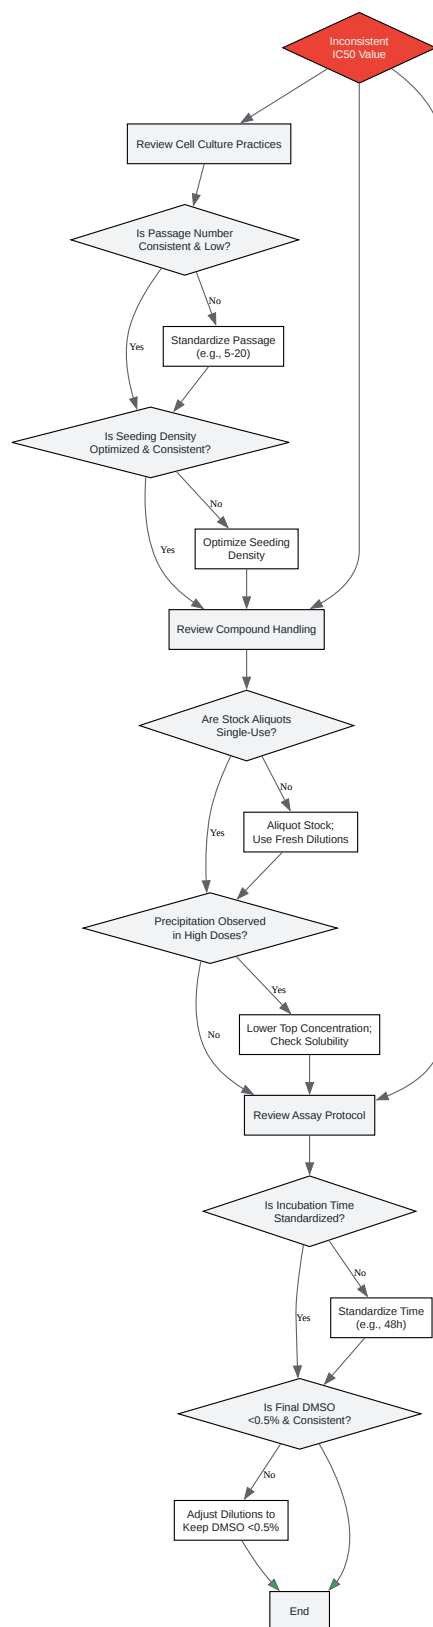 Inconsistent
IC50 Value
Review Cell Culture Practices
Is Passage Number
Consistent & Low?
No
Yes
Standardize Passage
(e.g., 5-20)
Is Seeding Density
Optimized & Consistent?
No
Yes
Optimize Seeding
Density
Review Compound Handling
Are Stock Aliquots
Single-Use?
No
Yes
Aliquot Stock;
Use Fresh Dilutions
Precipitation Observed
in High Doses?
Yes
No
Lower Top Concentration;
Check Solubility
Review Assay Protocol
Is Incubation Time
Standardized?
No
Yes
Standardize Time
(e.g., 48h)
Is Final DMSO
<0.5% & Consistent?
No
Adjust Dilutions to
Keep DMSO <0.5%
End